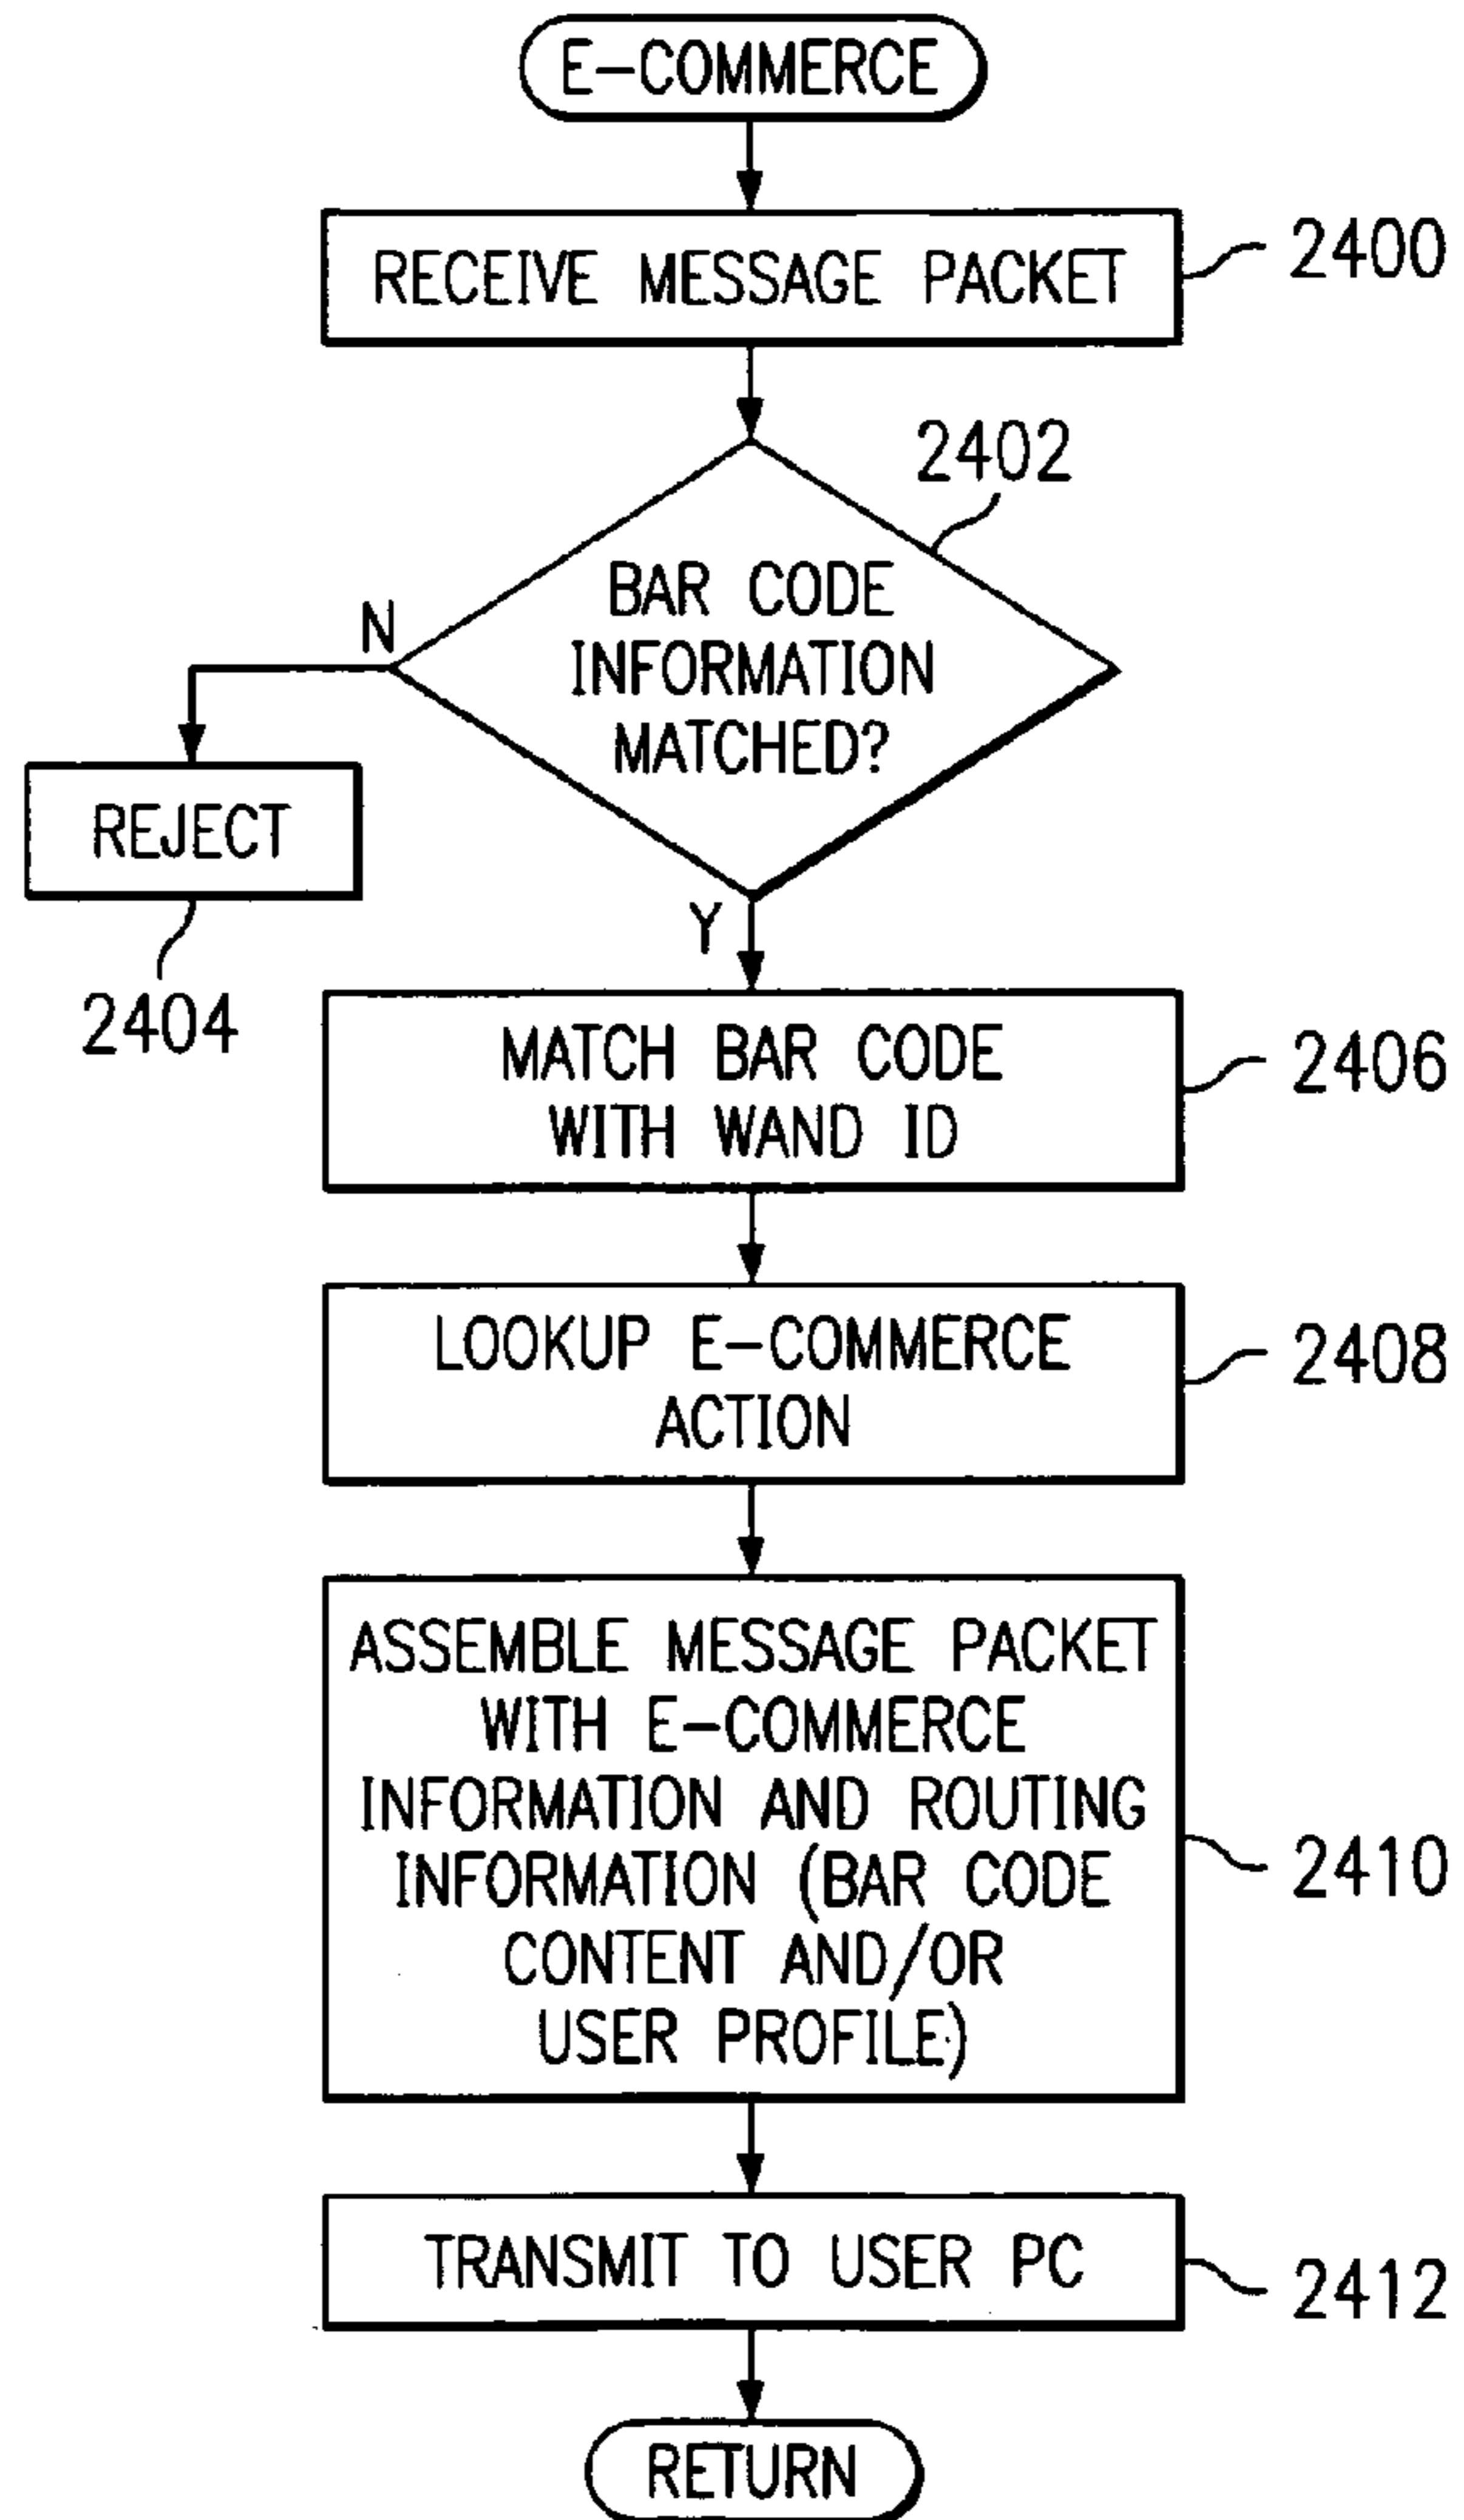 E-COMMERCE
RECEIVE MESSAGE PACKET
2400
2402
BAR CODE
INFORMATION
MATCHED?
N
REJECT
2404
Y
MATCH BAR CODE
WITH WAND ID
2406
LOOKUP E-COMMERCE
ACTION
2408
ASSEMBLE MESSAGE PACKET
WITH E-COMMERCE
INFORMATION AND ROUTING
INFORMATION (BAR CODE
CONTENT AND/OR
USER PROFILE)
2410
TRANSMIT TO USER PC
2412
RETURN